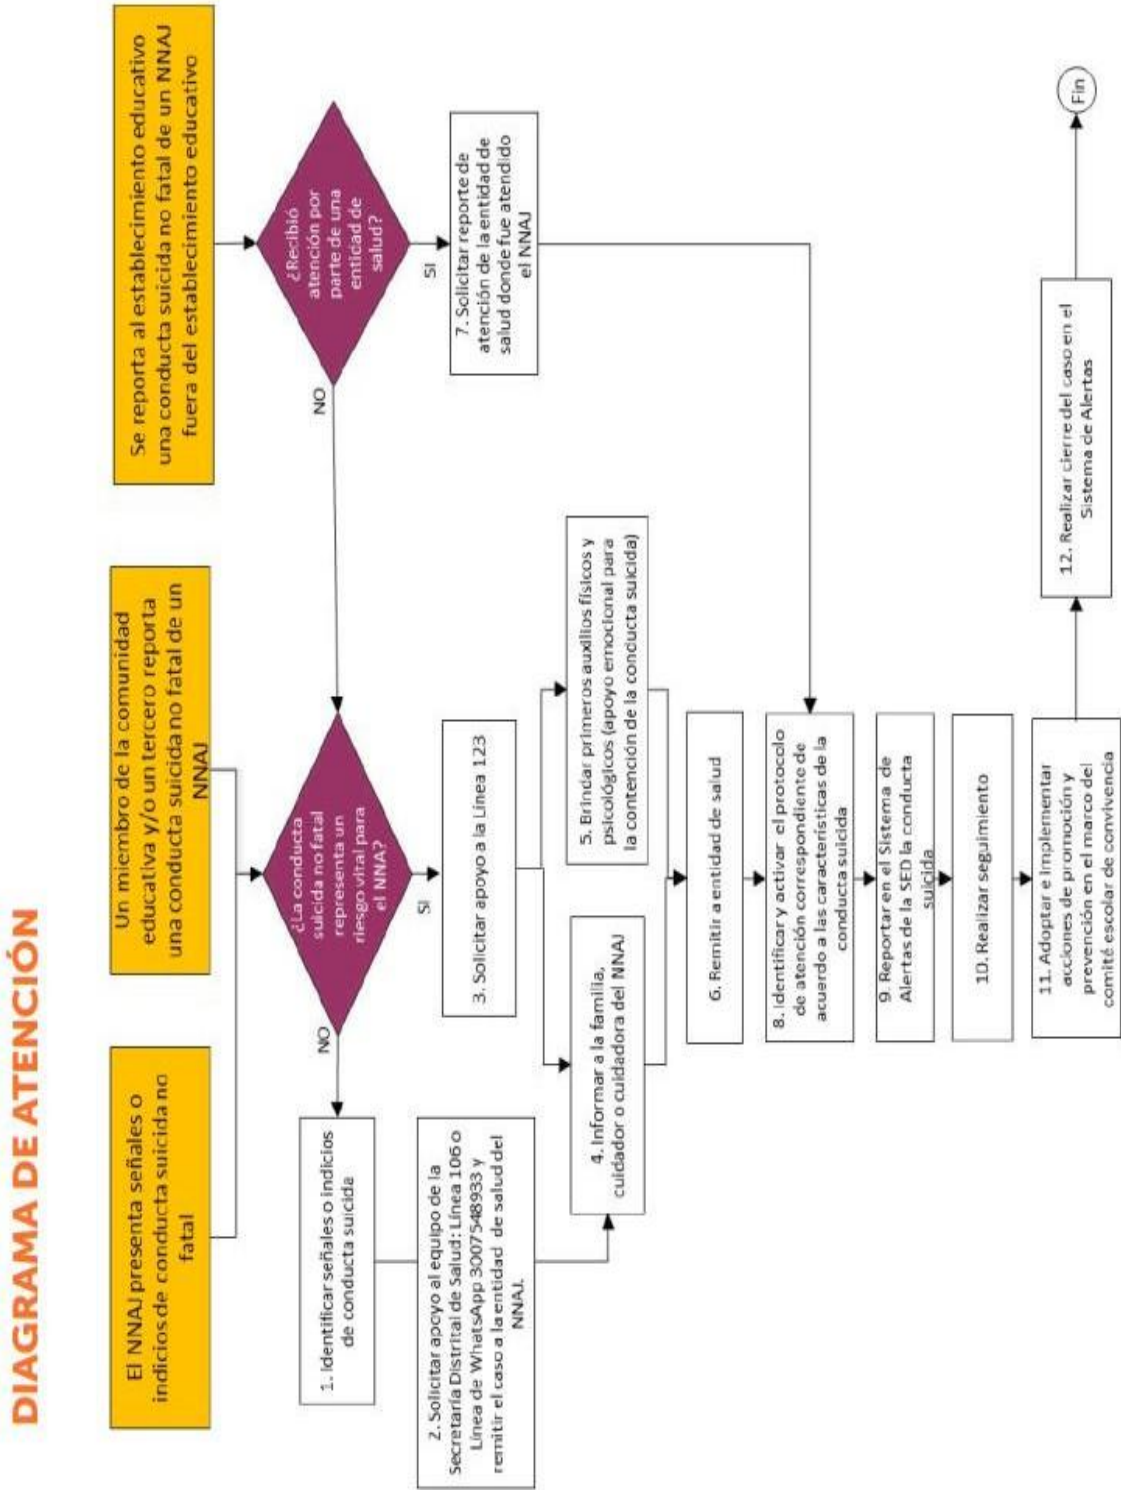 DIAGRAMA DE ATENCIÓN
El NNAJ presenta señales o
indicios de conducta suicida no
fatal
Un miembro de la comunidad
educativa y/o un tercero reporta
una conducta suicida no fatal de un
NNAJ
Se reporta al establecimiento educativo
una conducta suicida no fatal de un NNAJ
fuera del establecimiento educativo
¿La conducta
suicida no fatal
representa un
riesgo vital para
el NNA?
¿Recibió
atención por
parte de una
entidad de
salud?
NO
NO
SI
SI
1. Identificar señales o indicios
de conducta suicida
2. Solicitar apoyo al equipo de la
Secretaría Distrital de Salud: Línea 106 o
Línea de WhatsApp 3007548933 y
remitir el caso a la entidad de salud del
NNAJ.
3. Solicitar apoyo a la Línea 123
7. Solicitar reporte de
atención de la entidad de
salud donde fue atendido
el NNAJ
4. Informar a la familia,
cuidador o cuidadora del NNAJ
5. Brindar primeros auxilios físicos y
psicológicos (apoyo emocional para
la contención de la conducta suicida)
6. Remitir a entidad de salud
8. Identificar y activar el protocolo
de atención correspondiente de
acuerdo a las características de la
conducta suicida
9. Reportar en el Sistema de
Alertas de la SED la conducta
suicida
10. Realizar seguimiento
11. Adoptar e Implementar
acciones de promoción y
prevención en el marco del
comité escolar de convivencia
12. Realizar cierre del caso en el
Sistema de Alertas
Fin